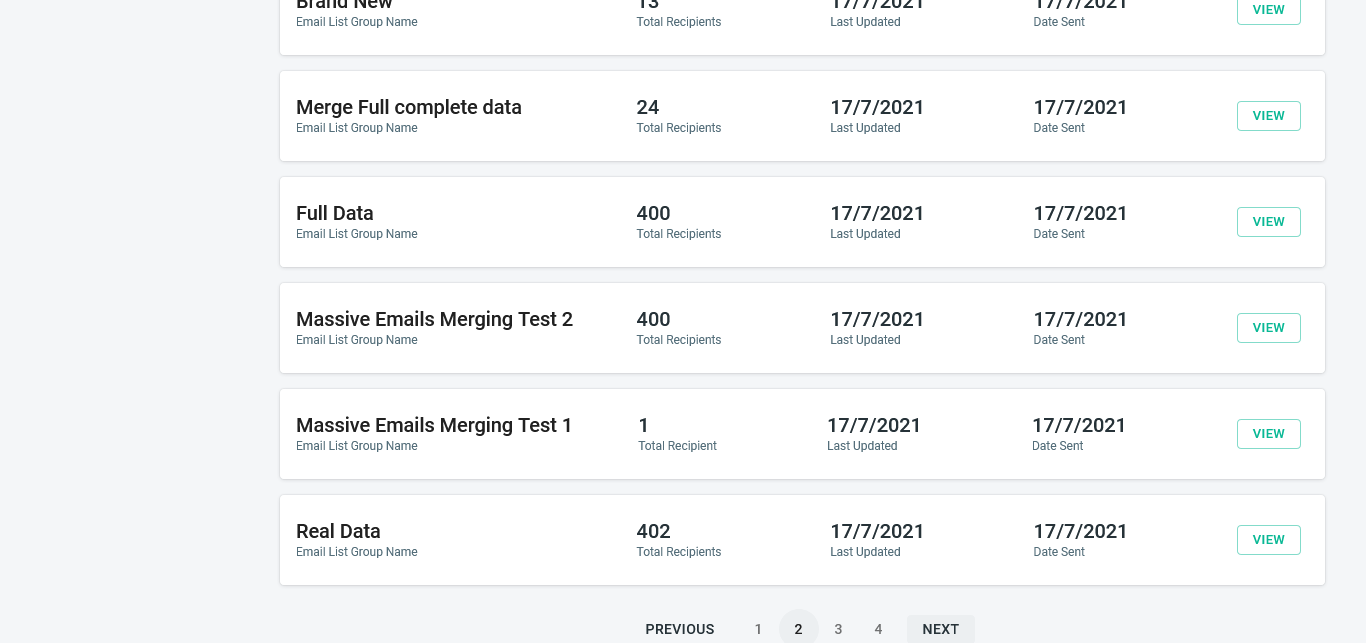 Brand New 13 17/7/2021 17/7/2021 VIEW
Email List Group Name Total Recipients Last Updated Date Sent
Merge Full complete data 24 17/7/2021 17/7/2021 VIEW
Email List Group Name Total Recipients Last Updated Date Sent
Full Data 400 17/7/2021 17/7/2021 VIEW
Email List Group Name Total Recipients Last Updated Date Sent
Massive Emails Merging Test 2 400 17/7/2021 17/7/2021 VIEW
Email List Group Name Total Recipients Last Updated Date Sent
Massive Emails Merging Test 1 1 17/7/2021 17/7/2021 VIEW
Email List Group Name Total Recipient Last Updated Date Sent
Real Data 402 17/7/2021 17/7/2021 VIEW
Email List Group Name Total Recipients Last Updated Date Sent
PREVIOUS 1 2 3 4 NEXT